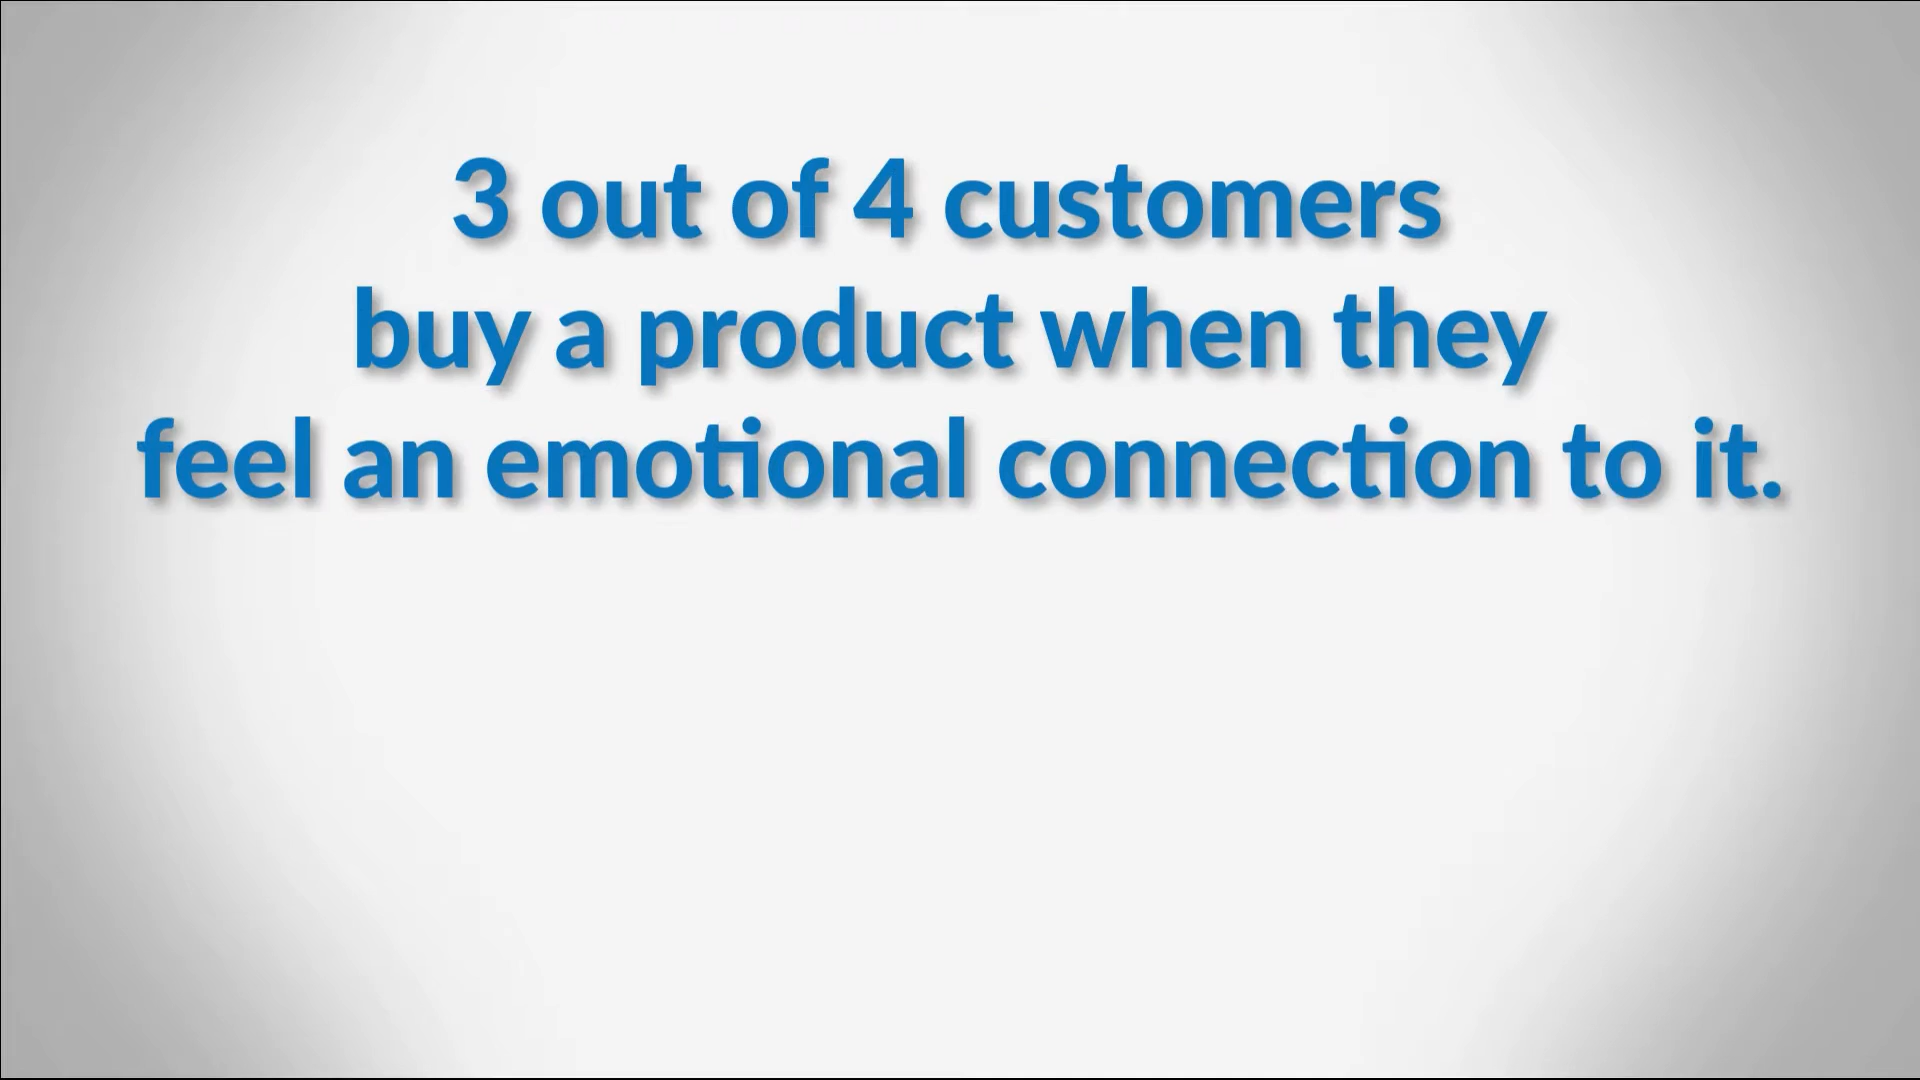 3 out of 4 customers
buy a product when they
feel an emotional connection to it.